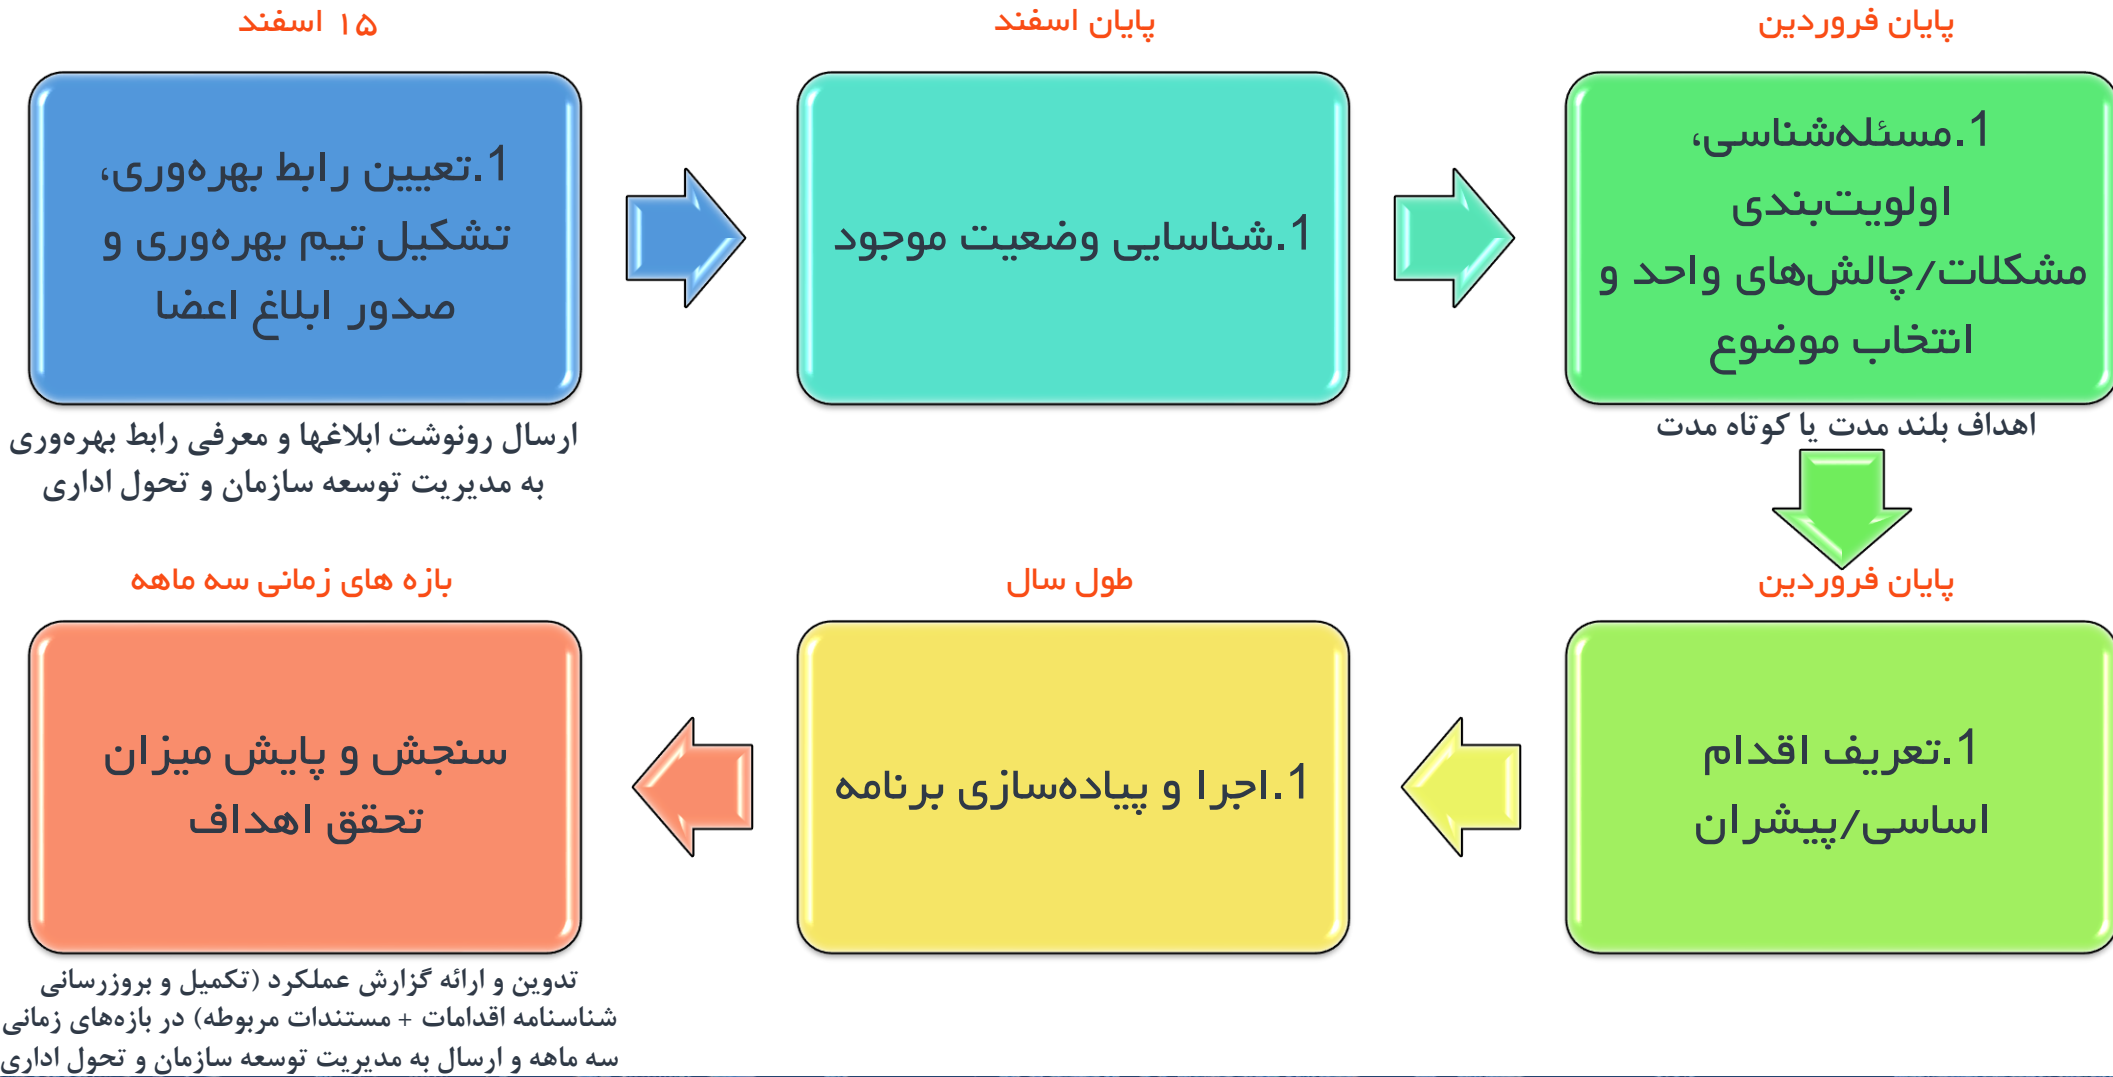 ۱۵ اسفند
1.تعیین رابط بهره‌وری،
تشکیل تیم بهره‌وری و
صدور ابلاغ اعضا
ارسال رونوشت ابلاغها و معرفی رابط بهره‌وری
به مدیریت توسعه سازمان و تحول اداری
پایان اسفند
1.شناسایی وضعیت موجود
پایان فروردین
1.مسئله‌شناسی،
اولویت‌بندی
مشکلات/چالش‌های واحد و
انتخاب موضوع
اهداف بلند مدت یا کوتاه مدت
پایان فروردین
1.تعریف اقدام
اساسی/پیشران
طول سال
1.اجرا و پیاده‌سازی برنامه
بازه های زمانی سه ماهه
سنجش و پایش میزان
تحقق اهداف
تدوین و ارائه گزارش عملکرد (تکمیل و بروزرسانی
شناسنامه اقدامات + مستندات مربوطه) در بازه‌های زمانی
سه ماهه و ارسال به مدیریت توسعه سازمان و تحول اداری